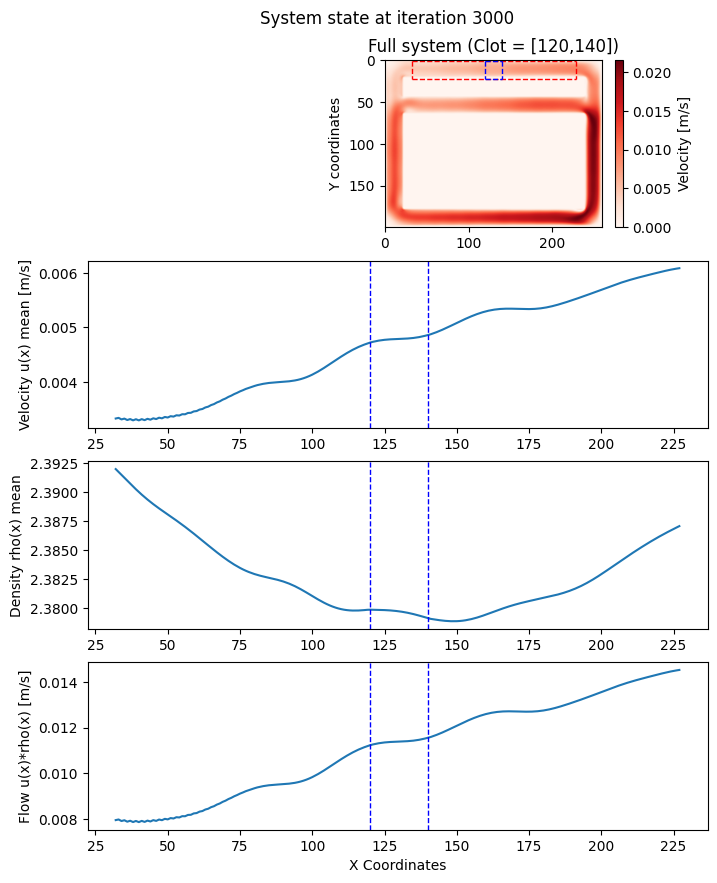 System state at iteration 3000
Full system (Clot = [120,140])
0
50
100
150
Y coordinates
0 100 200
0.020
0.015
0.010
0.005
0.000
Velocity [m/s]
0.006
0.005
0.004
Velocity u(x) mean [m/s]
25 50 75 100 125 150 175 200 225
2.3925
2.3900
2.3875
2.3850
2.3825
2.3800
Density rho(x) mean
25 50 75 100 125 150 175 200 225
0.014
0.012
0.010
0.008
Flow u(x)*rho(x) [m/s]
25 50 75 100 125 150 175 200 225
X Coordinates